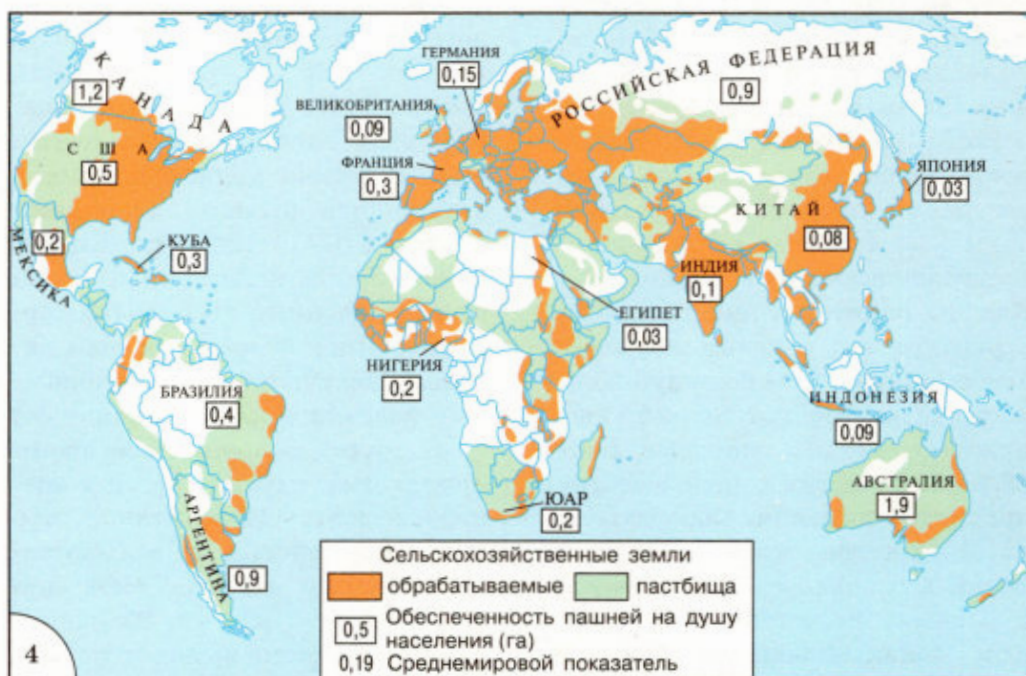 КАНАДА
1,2
США
0,5
МЕКСИКА
0,2
КУБА
0,3
БРАЗИЛИЯ
0,4
АРГЕНТИНА
0,9
ГЕРМАНИЯ
0,15
ВЕЛИКОБРИТАНИЯ
0,09
ФРАНЦИЯ
0,3
РОССИЙСКАЯ ФЕДЕРАЦИЯ
0,9
ЯПОНИЯ
0,03
КИТАЙ
0,08
ИНДИЯ
0,1
ЕГИПЕТ
0,03
НИГЕРИЯ
0,2
ИНДОНЕЗИЯ
0,09
АВСТРАЛИЯ
1,9
ЮАР
0,2
Сельскохозяйственные земли
обрабатываемые
пастбища
0,5 Обеспеченность пашней на душу
населения (га)
0,19 Среднемировой показатель
4